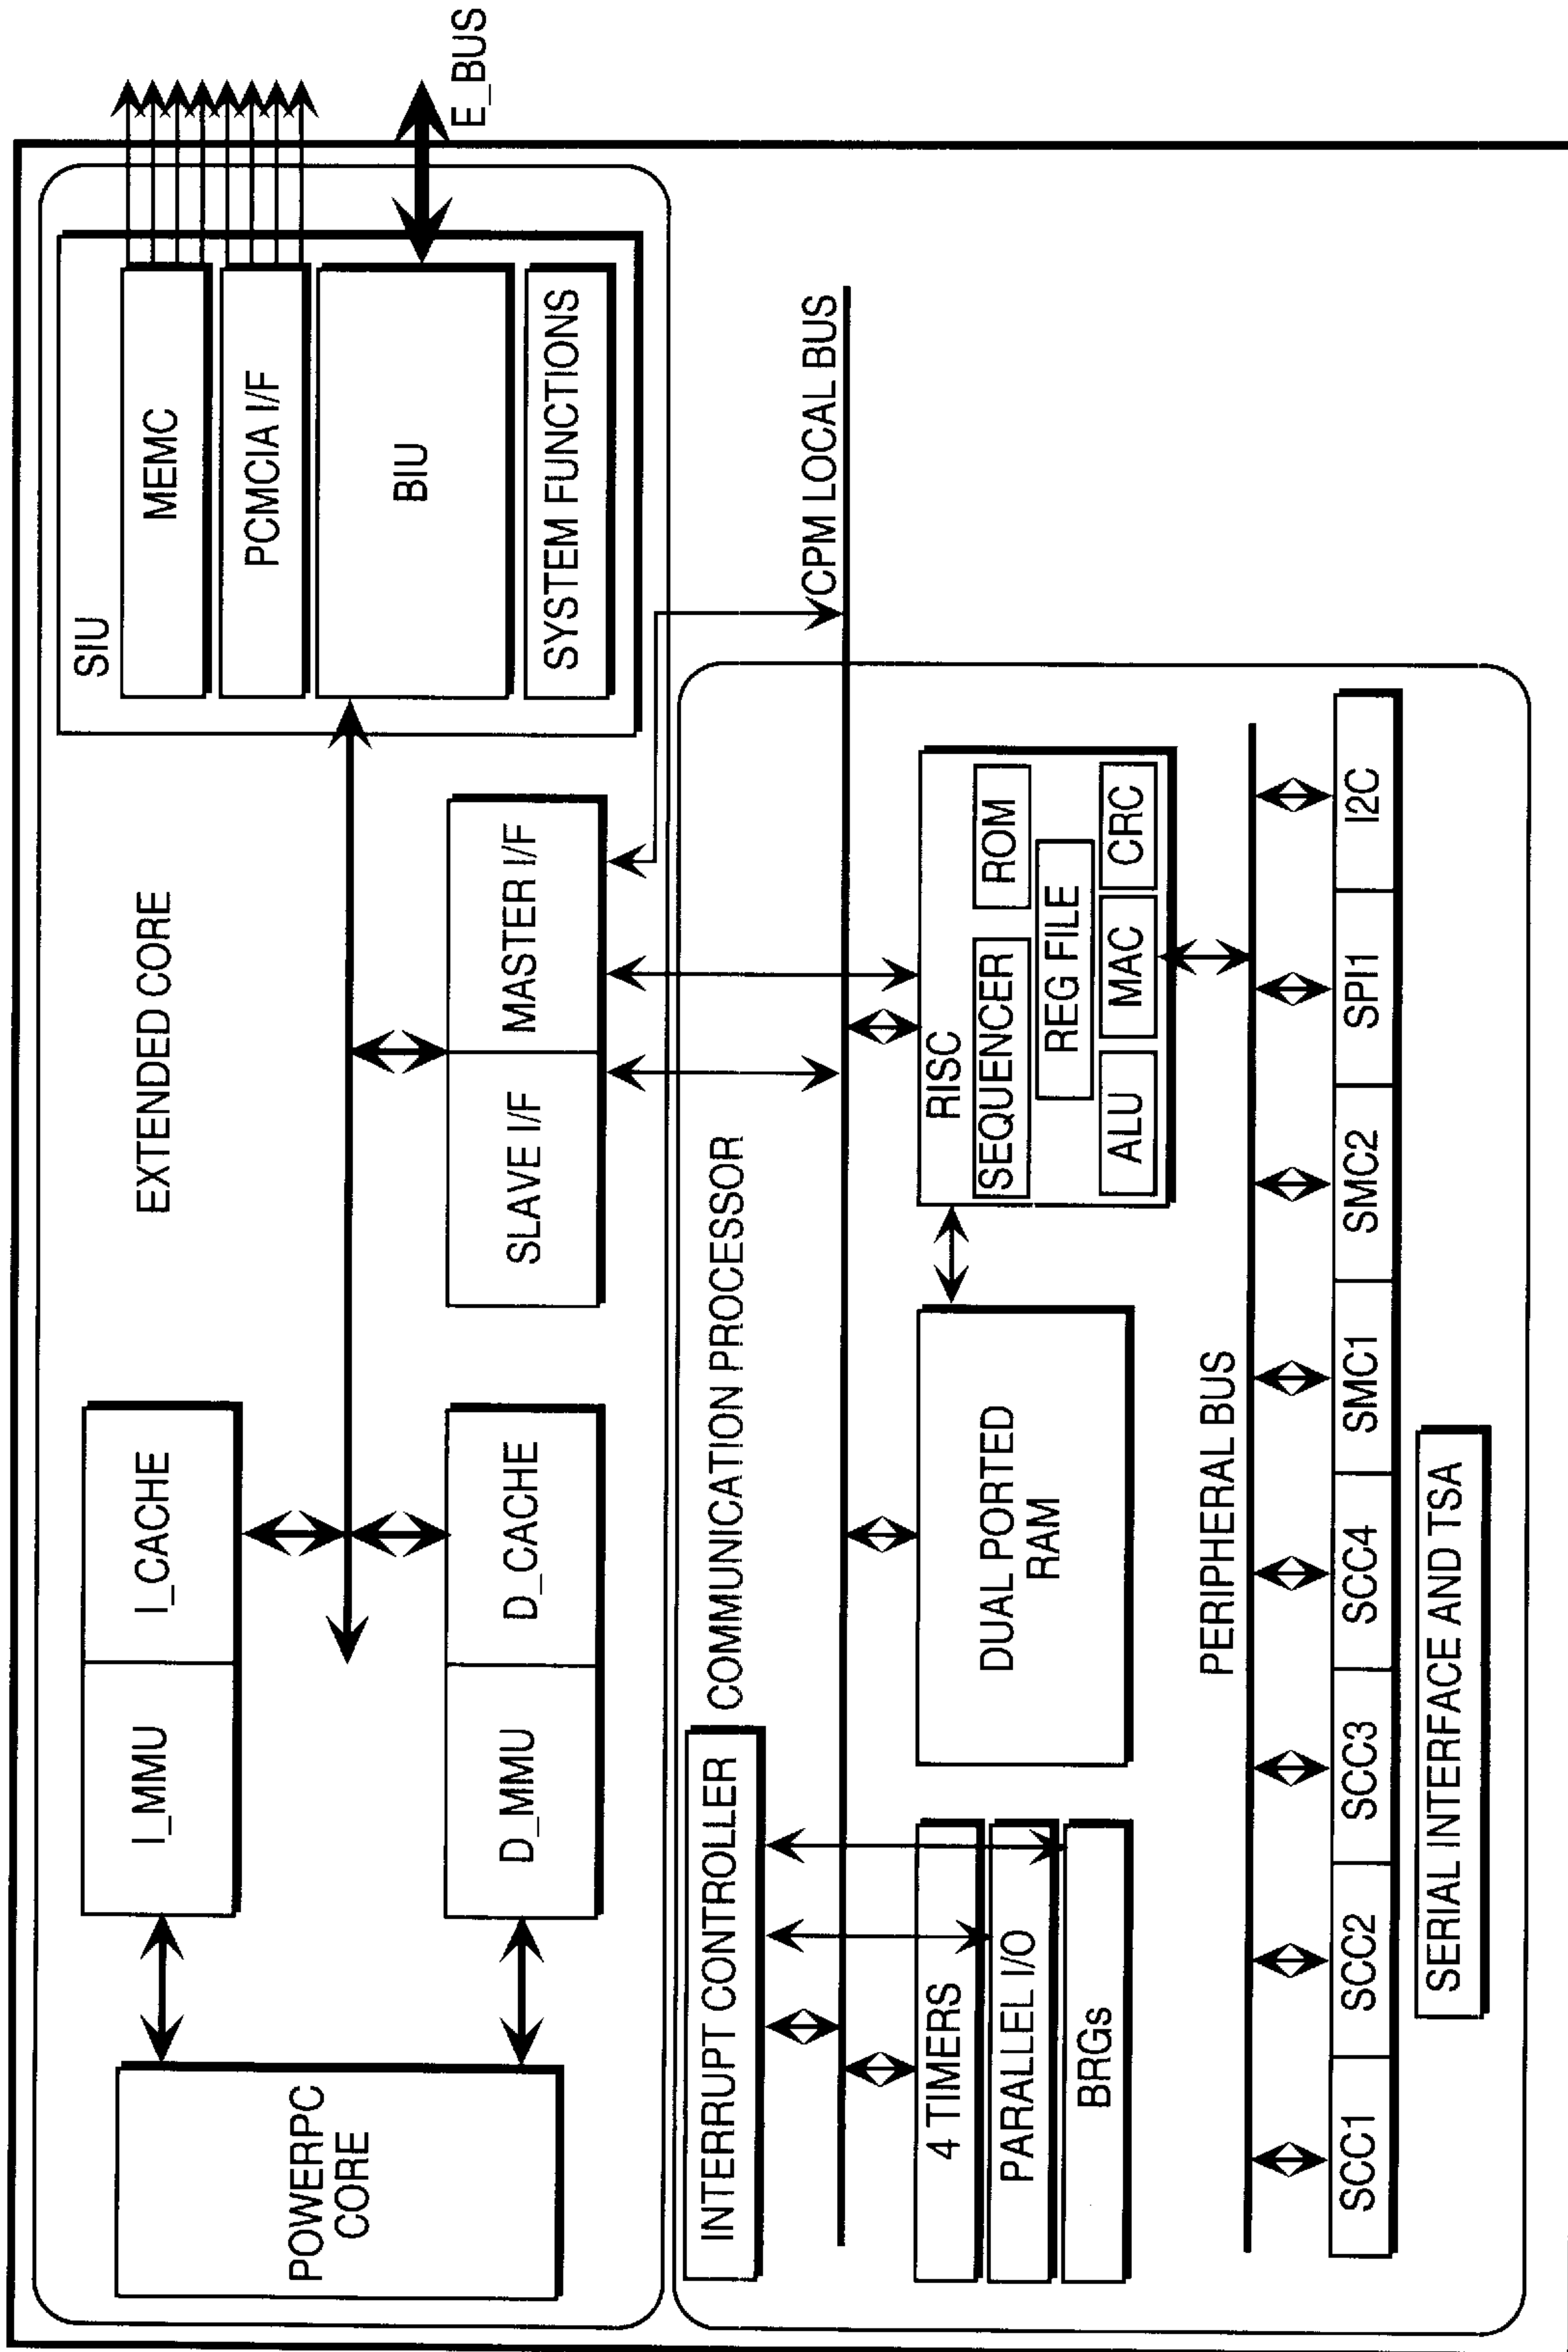 EXTENDED CORE
POWERPC
CORE
I_MMU
I_CACHE
D_MMU
D_CACHE
SLAVE I/F
MASTER I/F
SIU
MEMC
PCMCIA I/F
BIU
SYSTEM FUNCTIONS
E_BUS
INTERRUPT CONTROLLER
COMMUNICATION PROCESSOR
CPM LOCAL BUS
4 TIMERS
PARALLEL I/O
BRGs
DUAL PORTED
RAM
RISC
SEQUENCER
ROM
REG FILE
ALU
MAC
CRC
PERIPHERAL BUS
SCC1
SCC2
SCC3
SCC4
SMC1
SMC2
SPI1
I2C
SERIAL INTERFACE AND TSA